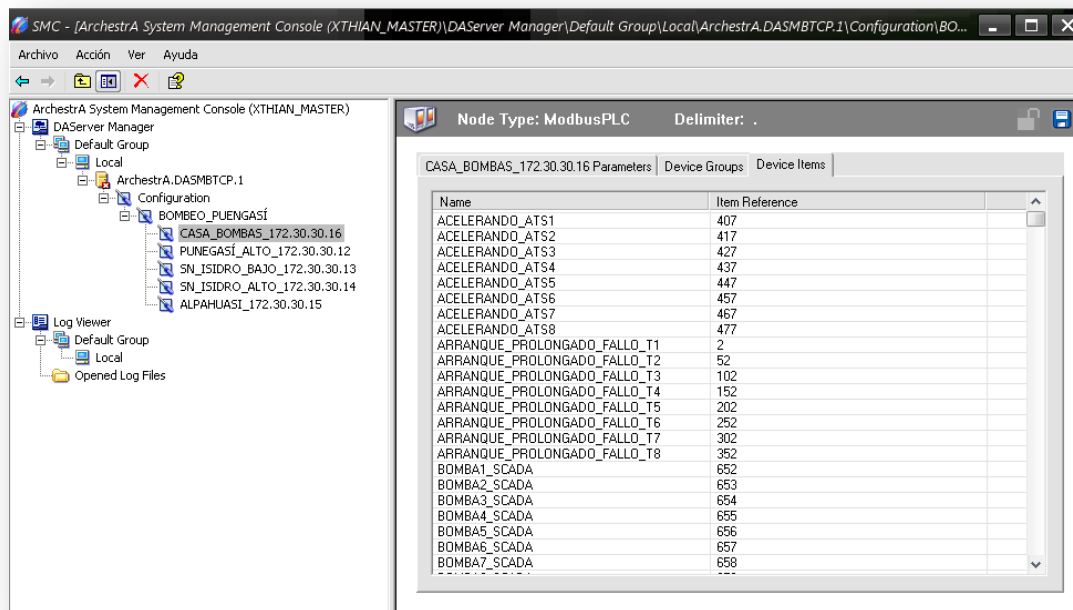 SMC - [ArchestrA System Management Console (XTHIAN_MASTER)\DAServer Manager\Default Group\Local\ArchestrA.DASMBTCP.1\Configuration\BO...
Archivo Acción Ver Ayuda
ArchestrA System Management Console (XTHIAN_MASTER)
DAServer Manager
Default Group
Local
ArchestrA.DASMBTCP.1
Configuration
BOMBEO_PUENGASÍ
CASA_BOMBAS_172.30.30.16
PUNEGASÍ_ALTO_172.30.30.12
SN_ISIDRO_BAJO_172.30.30.13
SN_ISIDRO_ALTO_172.30.30.14
ALPAHUASI_172.30.30.15
Log Viewer
Default Group
Local
Opened Log Files
Node Type: ModbusPLC Delimiter: .
CASA_BOMBAS_172.30.30.16 Parameters Device Groups Device Items
Name Item Reference
ACELERANDO_ATS1 407
ACELERANDO_ATS2 417
ACELERANDO_ATS3 427
ACELERANDO_ATS4 437
ACELERANDO_ATS5 447
ACELERANDO_ATS6 457
ACELERANDO_ATS7 467
ACELERANDO_ATS8 477
ARRANQUE_PROLONGADO_FALLO_T1 2
ARRANQUE_PROLONGADO_FALLO_T2 52
ARRANQUE_PROLONGADO_FALLO_T3 102
ARRANQUE_PROLONGADO_FALLO_T4 152
ARRANQUE_PROLONGADO_FALLO_T5 202
ARRANQUE_PROLONGADO_FALLO_T6 252
ARRANQUE_PROLONGADO_FALLO_T7 302
ARRANQUE_PROLONGADO_FALLO_T8 352
BOMBA1_SCADA 652
BOMBA2_SCADA 653
BOMBA3_SCADA 654
BOMBA4_SCADA 655
BOMBA5_SCADA 656
BOMBA6_SCADA 657
BOMBA7_SCADA 658